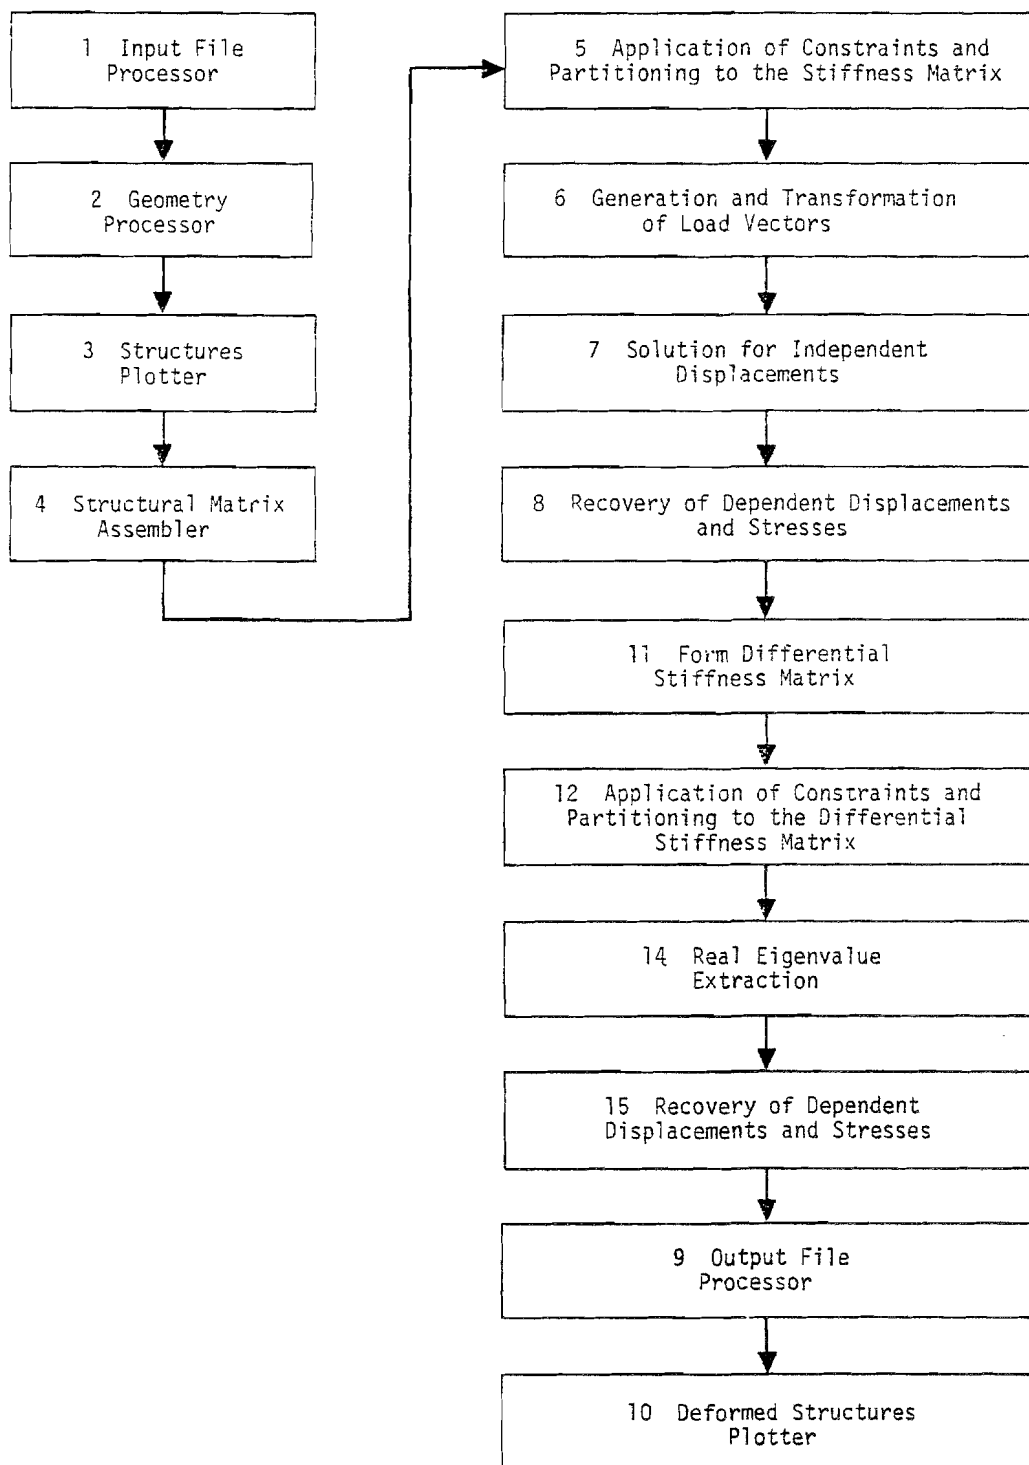 1 Input File
Processor
2 Geometry
Processor
3 Structures
Plotter
4 Structural Matrix
Assembler
5 Application of Constraints and
Partitioning to the Stiffness Matrix
6 Generation and Transformation
of Load Vectors
7 Solution for Independent
Displacements
8 Recovery of Dependent Displacements
and Stresses
11 Form Differential
Stiffness Matrix
12 Application of Constraints and
Partitioning to the Differential
Stiffness Matrix
14 Real Eigenvalue
Extraction
15 Recovery of Dependent
Displacements and Stresses
9 Output File
Processor
10 Deformed Structures
Plotter